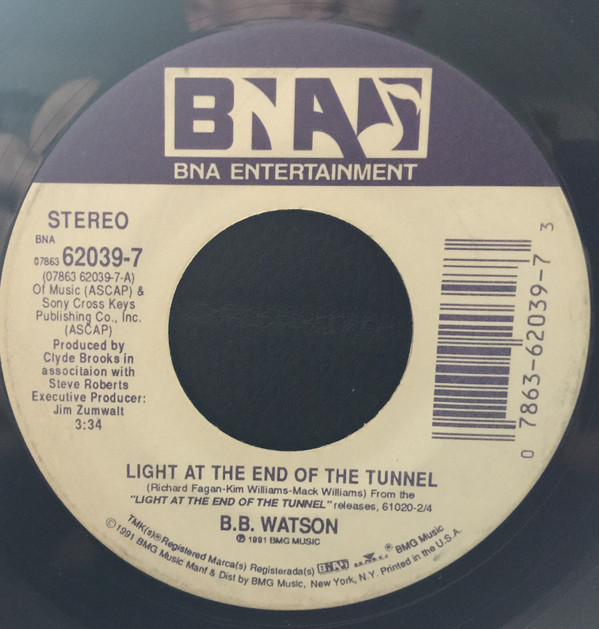 BNA
BNA ENTERTAINMENT
STEREO
BNA
07863 62039-7
(07863 62039-7-A)
Of Music (ASCAP) &
Sony Cross Keys
Publishing Co., Inc.
(ASCAP)
Produced by
Clyde Brooks in
associtaion with
Steve Roberts
Executive Producer:
Jim Zumwalt
3:34
0 7863-62039-7 3
LIGHT AT THE END OF THE TUNNEL
(Richard Fagan-Kim Williams-Mack Williams) From the
"LIGHT AT THE END OF THE TUNNEL" releases, 61020-2/4
B.B. WATSON
℗ 1991 BMG MUSIC
TMK(s)® Registered Marca(s) Registerada(s) BNA BMG ® BMG Music
©1991 BMG Music Manf & Dist by BMG Music, New York, N.Y. Printed in the U.S.A.